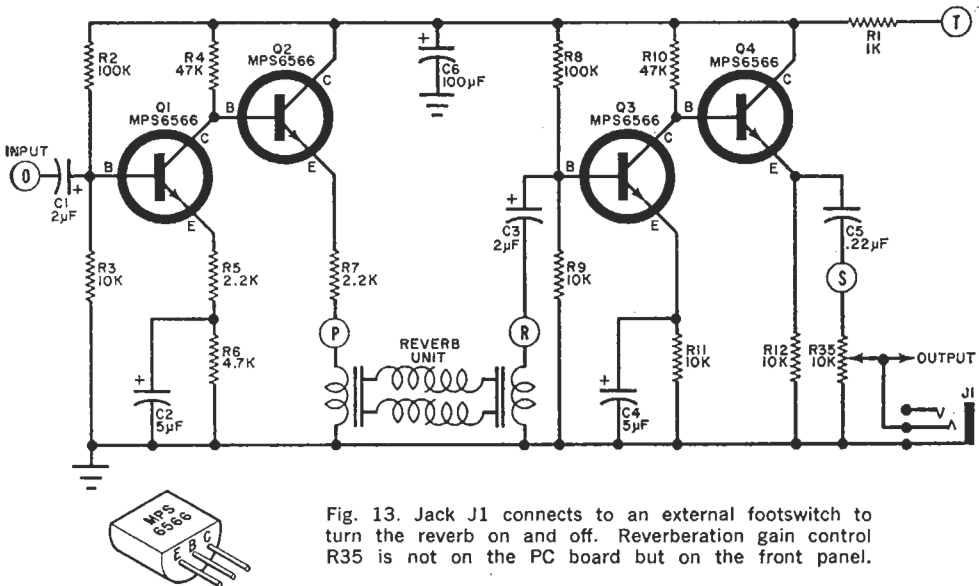 R2
100K
R4
47K
Q2
MPS6566
C
+
C6
100µF
R8
100K
R10
47K
Q4
MPS6566
C
R1
1K
T
Q1
MPS6566
B
C
E
Q3
MPS6566
B
C
E
INPUT
O
C1
2µF
+
B
E
R3
10K
R5
2.2K
R7
2.2K
+
C3
2µF
B
E
R9
10K
C5
.22µF
S
P
REVERB
UNIT
R
R6
4.7K
+
C2
5µF
+
C4
5µF
R11
10K
R12
10K
R35
10K
OUTPUT
J1
MPS
6566
E B C
Fig. 13. Jack J1 connects to an external footswitch to
turn the reverb on and off. Reverberation gain control
R35 is not on the PC board but on the front panel.